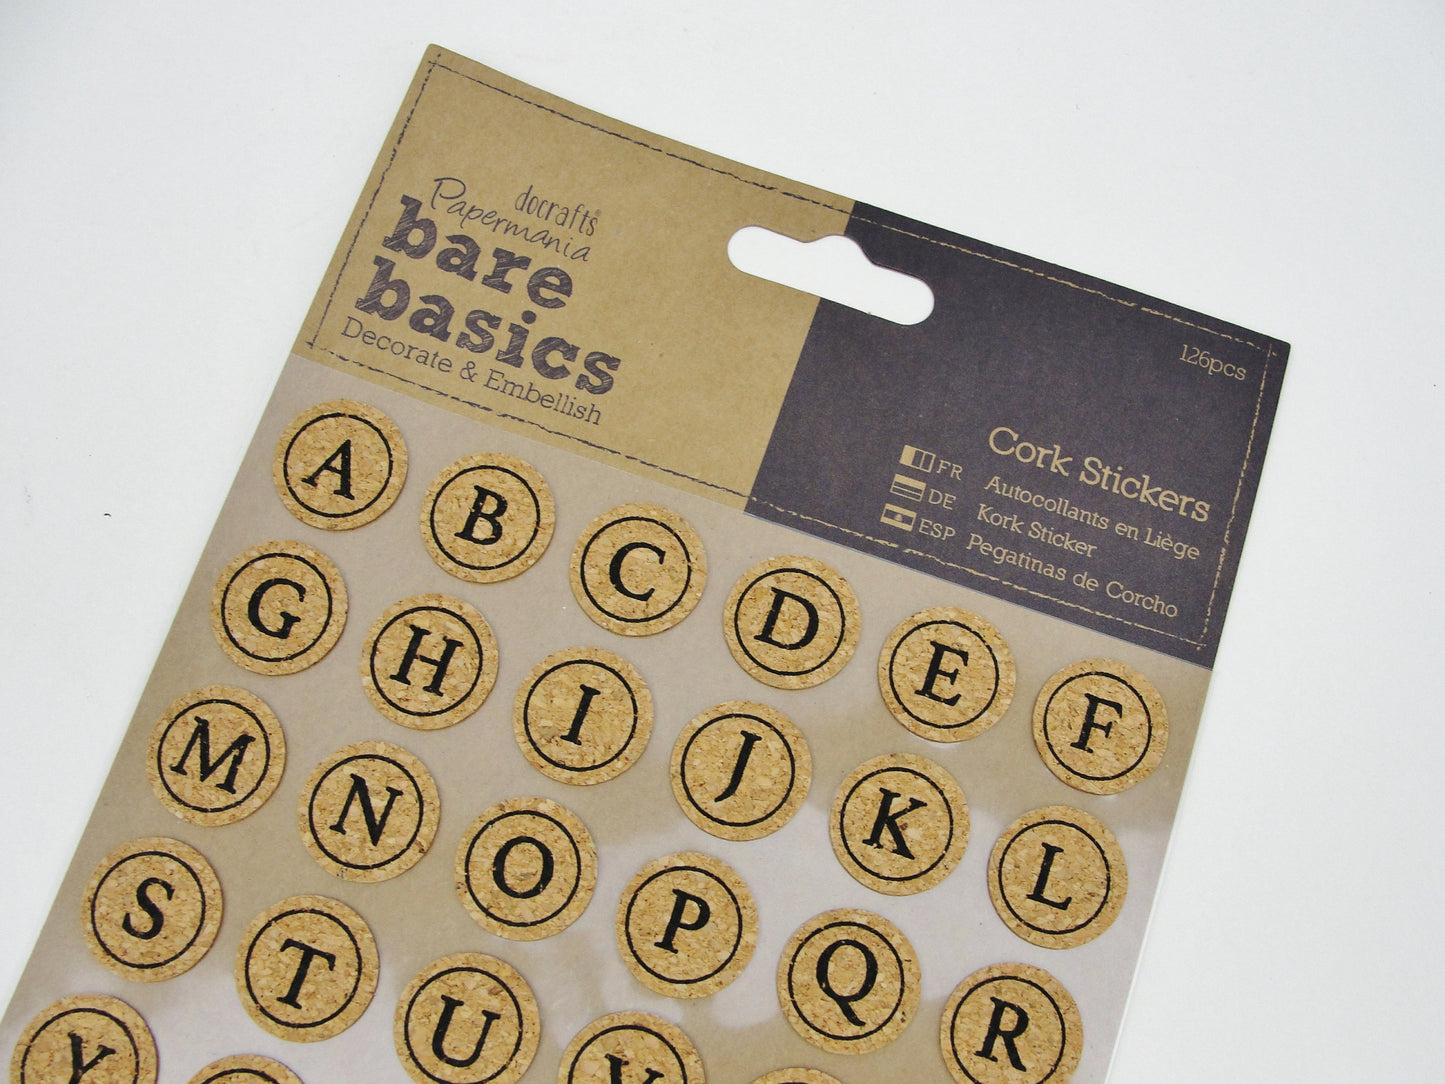 docrafts®
Papermania
bare
basics
Decorate & Embellish
126pcs
Cork Stickers
FR Autocollants en Liège
DE Kork Sticker
ESP Pegatinas de Corcho
A B C D E F
G H I J K L
M N O P Q R
S T U V
Y